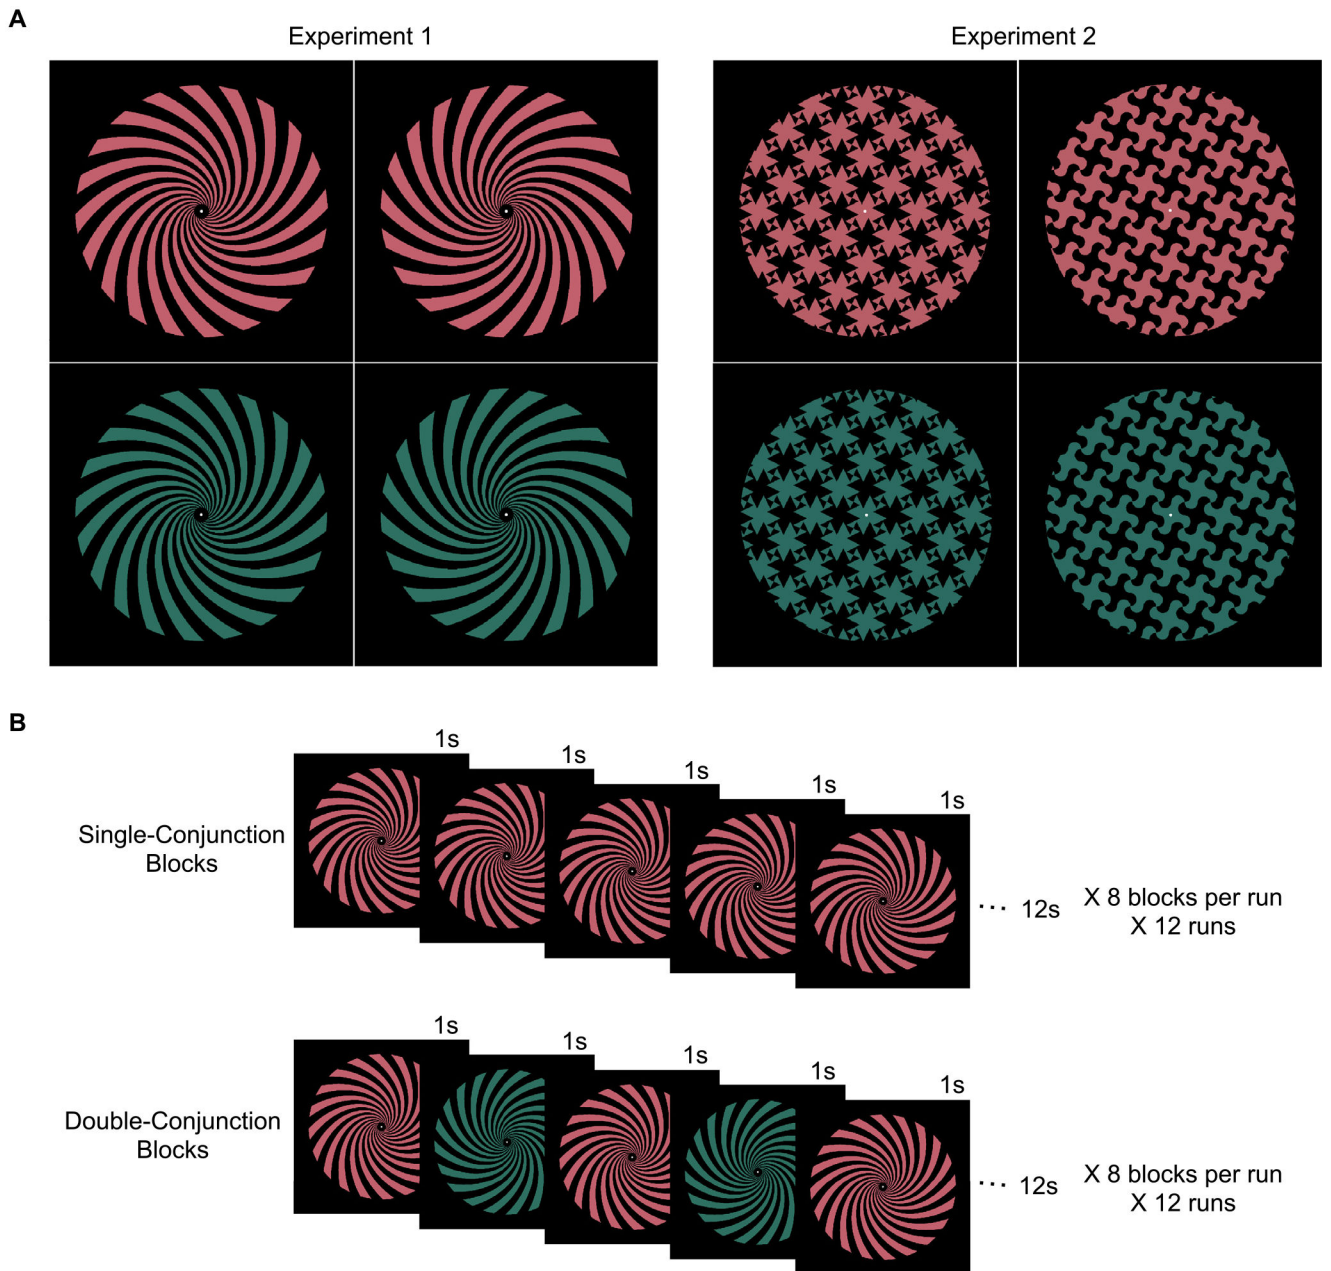 A
Experiment 1
Experiment 2
B
1s
1s
1s
1s
1s
Single-Conjunction
Blocks
··· 12s
X 8 blocks per run
X 12 runs
1s
1s
1s
1s
1s
Double-Conjunction
Blocks
··· 12s
X 8 blocks per run
X 12 runs